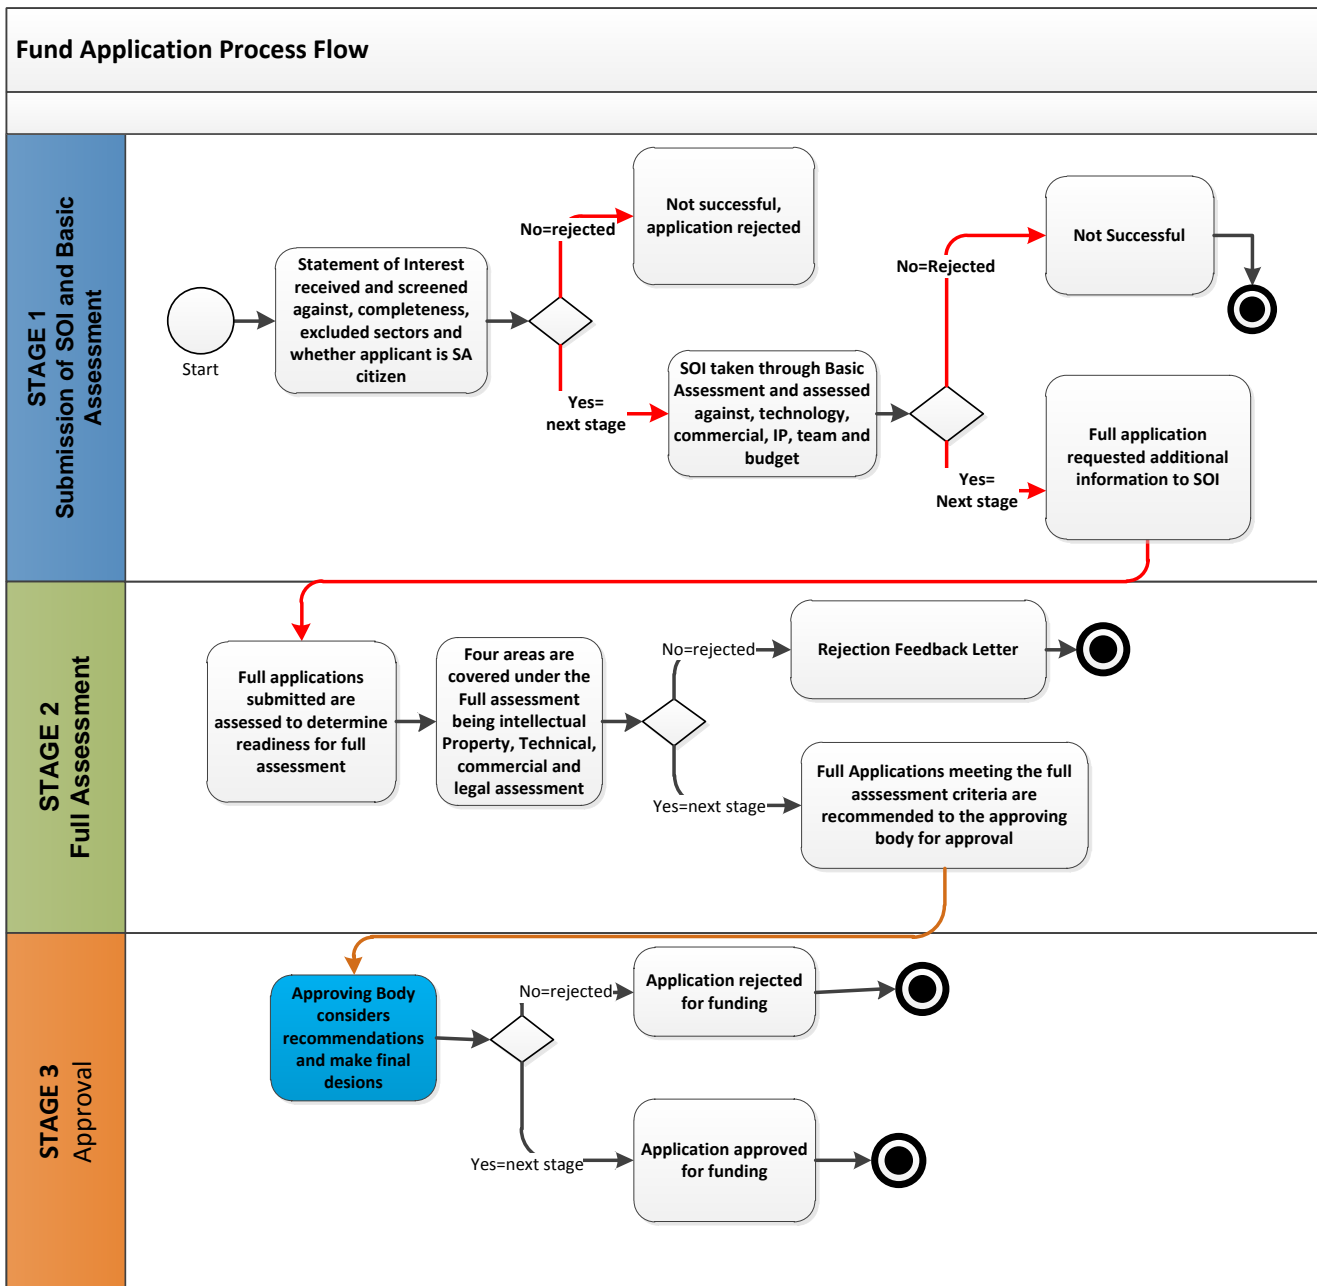 Fund Application Process Flow
STAGE 1
Submission of SOI and Basic
Assessment
Start
Statement of Interest
received and screened
against, completeness,
excluded sectors and
whether applicant is SA
citizen
No=rejected
Not successful,
application rejected
Yes=
next stage
SOI taken through Basic
Assessment and assessed
against, technology,
commercial, IP, team and
budget
No=Rejected
Not Successful
Yes=
Next stage
Full application
requested additional
information to SOI
STAGE 2
Full Assessment
Full applications
submitted are
assessed to determine
readiness for full
assessment
Four areas are
covered under the
Full assessment
being intellectual
Property, Technical,
commercial and
legal assessment
No=rejected
Rejection Feedback Letter
Yes=next stage
Full Applications meeting the full
asssessment criteria are
recommended to the approving
body for approval
STAGE 3
Approval
Approving Body
considers
recommendations
and make final
desions
No=rejected
Application rejected
for funding
Yes=next stage
Application approved
for funding